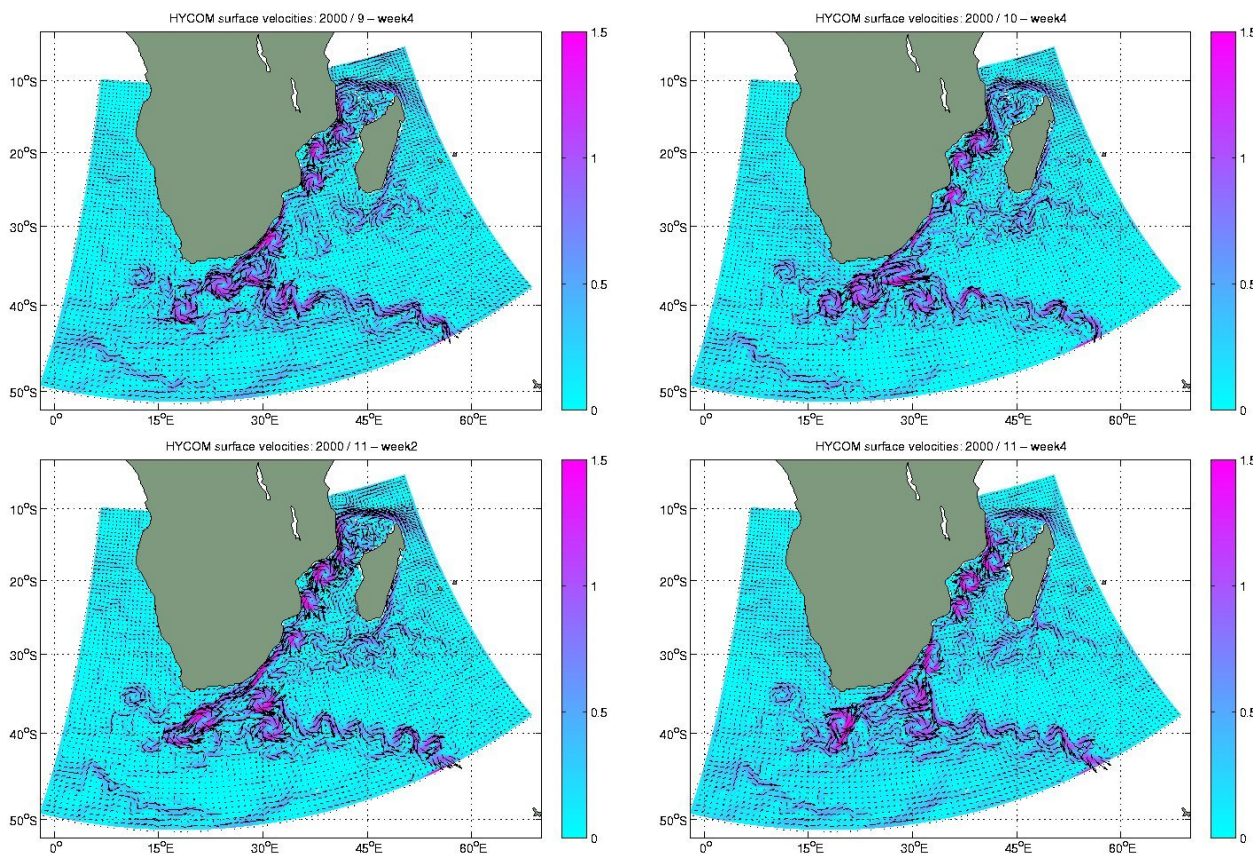 HYCOM surface velocities: 2000 / 9 – week4
10°S
20°S
30°S
40°S
50°S
0°
15°E
30°E
45°E
60°E
1.5
1
0.5
0
HYCOM surface velocities: 2000 / 10 – week4
10°S
20°S
30°S
40°S
50°S
0°
15°E
30°E
45°E
60°E
1.5
1
0.5
0
HYCOM surface velocities: 2000 / 11 – week2
10°S
20°S
30°S
40°S
50°S
0°
15°E
30°E
45°E
60°E
1.5
1
0.5
0
HYCOM surface velocities: 2000 / 11 – week4
10°S
20°S
30°S
40°S
50°S
0°
15°E
30°E
45°E
60°E
1.5
1
0.5
0